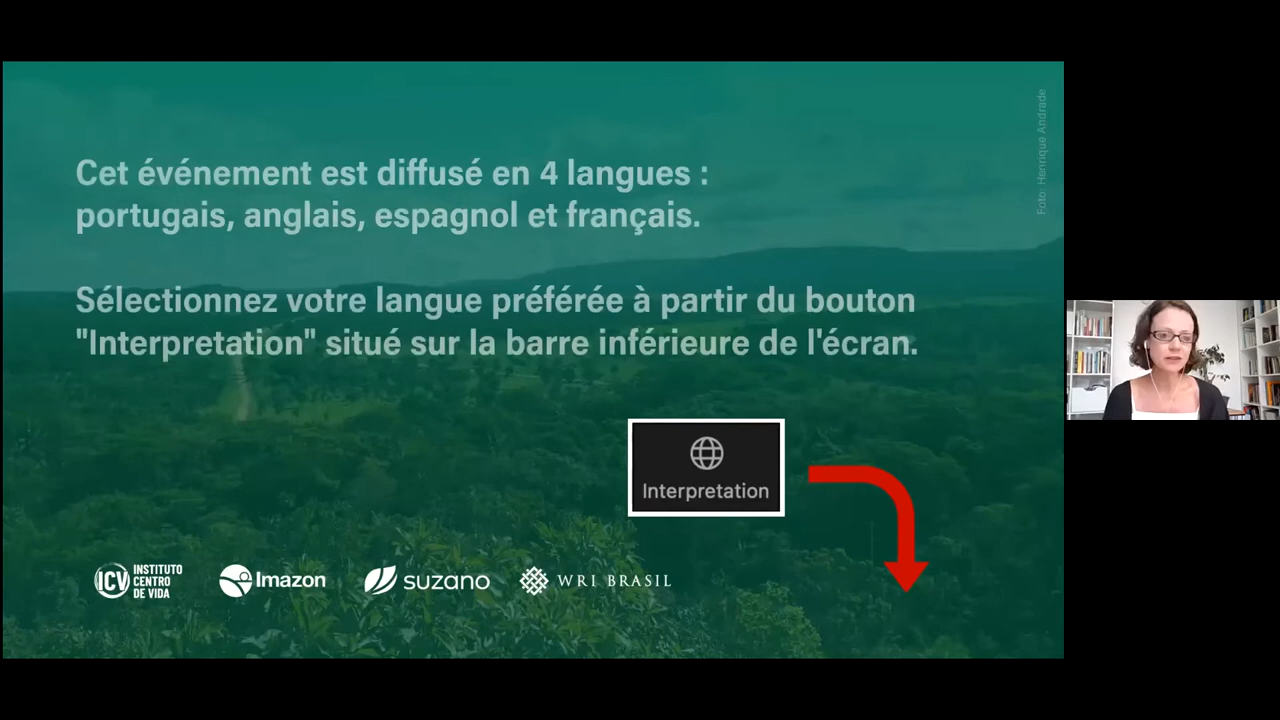 Foto: Henrique Andrade
Cet événement est diffusé en 4 langues :
portugais, anglais, espagnol et français.
Sélectionnez votre langue préférée à partir du bouton
"Interpretation" situé sur la barre inférieure de l'écran.
Interpretation
ICV INSTITUTO
CENTRO
DE VIDA
Imazon
suzano
WRI BRASIL